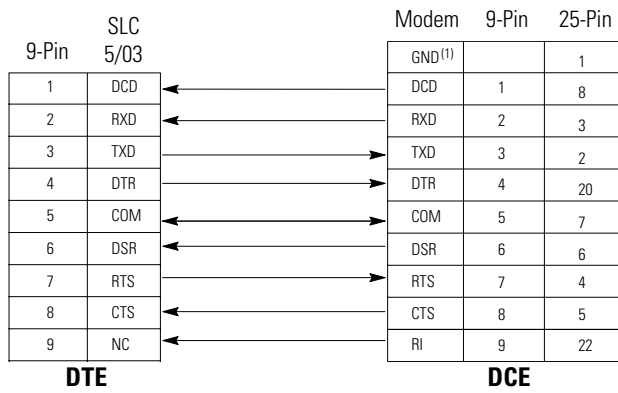 Modem 9-Pin 25-Pin
SLC
9-Pin 5/03
GND(1) 1
1 DCD DCD 1 8
2 RXD RXD 2 3
3 TXD TXD 3 2
4 DTR DTR 4 20
5 COM COM 5 7
6 DSR DSR 6 6
7 RTS RTS 7 4
8 CTS CTS 8 5
9 NC RI 9 22
DTE DCE